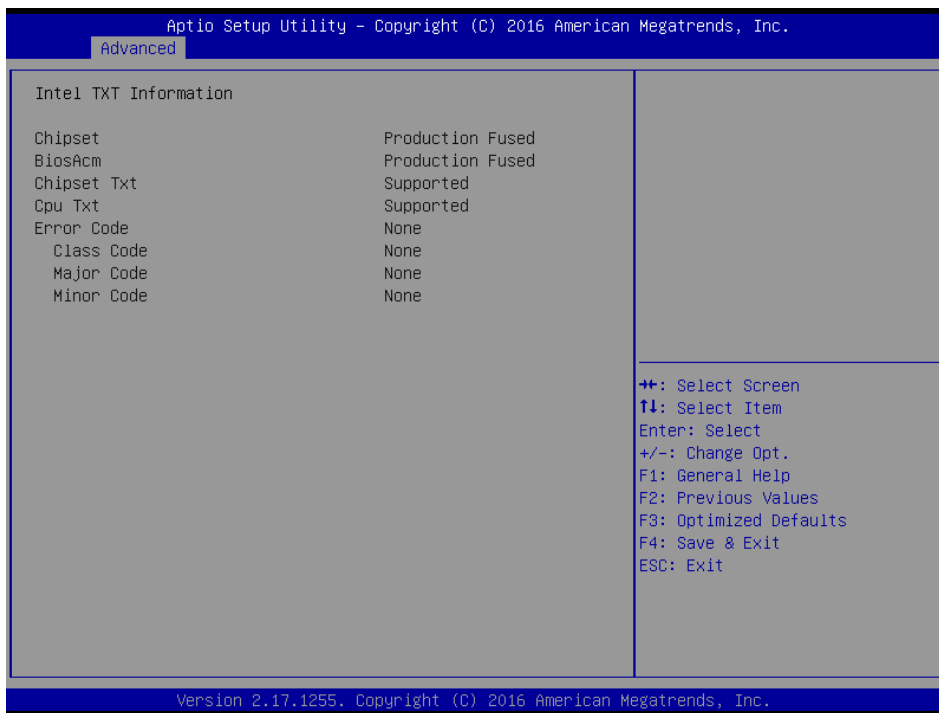 Aptio Setup Utility – Copyright (C) 2016 American Megatrends, Inc.
Advanced
Intel TXT Information
Chipset Production Fused
BiosAcm Production Fused
Chipset Txt Supported
Cpu Txt Supported
Error Code None
Class Code None
Major Code None
Minor Code None
→←: Select Screen
↑↓: Select Item
Enter: Select
+/-: Change Opt.
F1: General Help
F2: Previous Values
F3: Optimized Defaults
F4: Save & Exit
ESC: Exit
Version 2.17.1255. Copyright (C) 2016 American Megatrends, Inc.